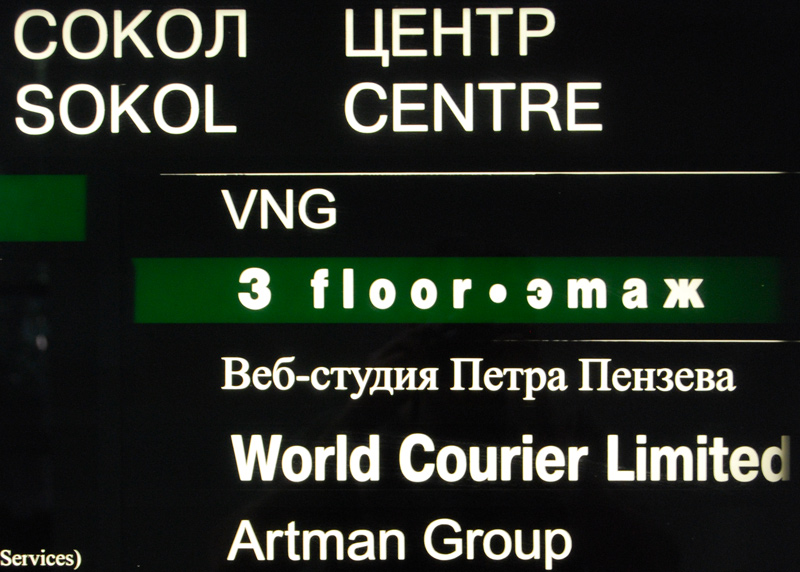 СОКОЛ ЦЕНТР
SOKOL CENTRE
VNG
3 floor•этаж
Веб-студия Петра Пензева
World Courier Limited
Artman Group
Services)